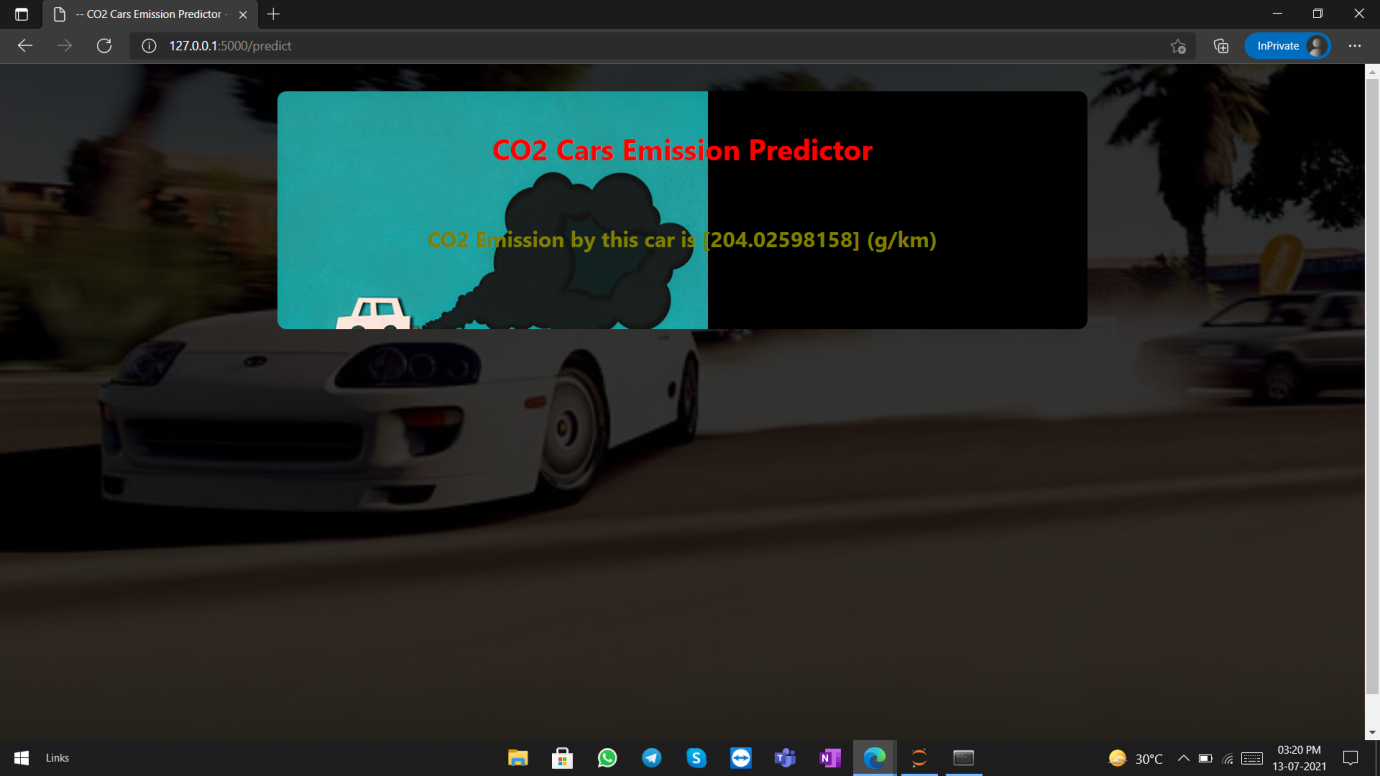 -- CO2 Cars Emission Predictor -
127.0.0.1:5000/predict
InPrivate
CO2 Cars Emission Predictor
CO2 Emission by this car is [204.02598158] (g/km)
Links
30°C
03:20 PM
13-07-2021